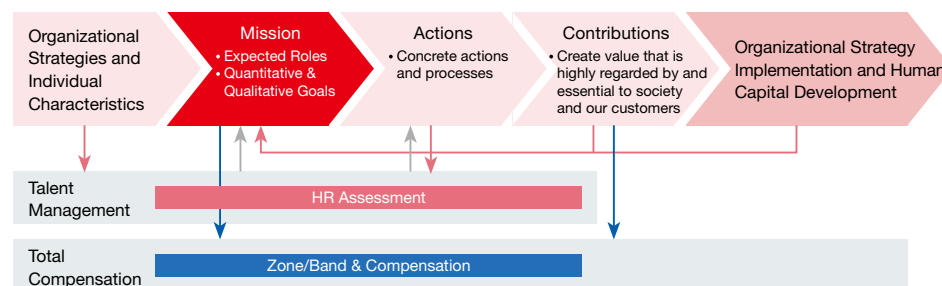 Organizational
Strategies and
Individual
Characteristics
Mission
• Expected Roles
• Quantitative &
Qualitative Goals
Actions
• Concrete actions
and processes
Contributions
• Create value that is
highly regarded by and
essential to society
and our customers
Organizational Strategy
Implementation and Human
Capital Development
Talent
Management
HR Assessment
Total
Compensation
Zone/Band & Compensation